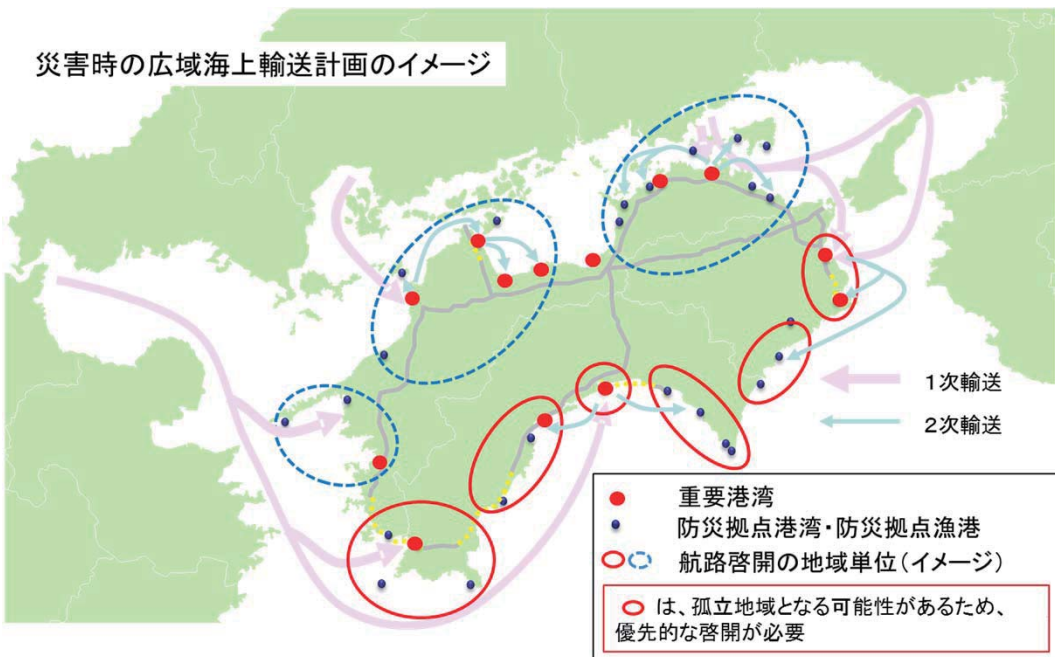 災害時の広域海上輸送計画のイメージ
1次輸送
2次輸送
重要港湾
防災拠点港湾・防災拠点漁港
航路啓開の地域単位(イメージ)
は、孤立地域となる可能性があるため、
優先的な啓開が必要